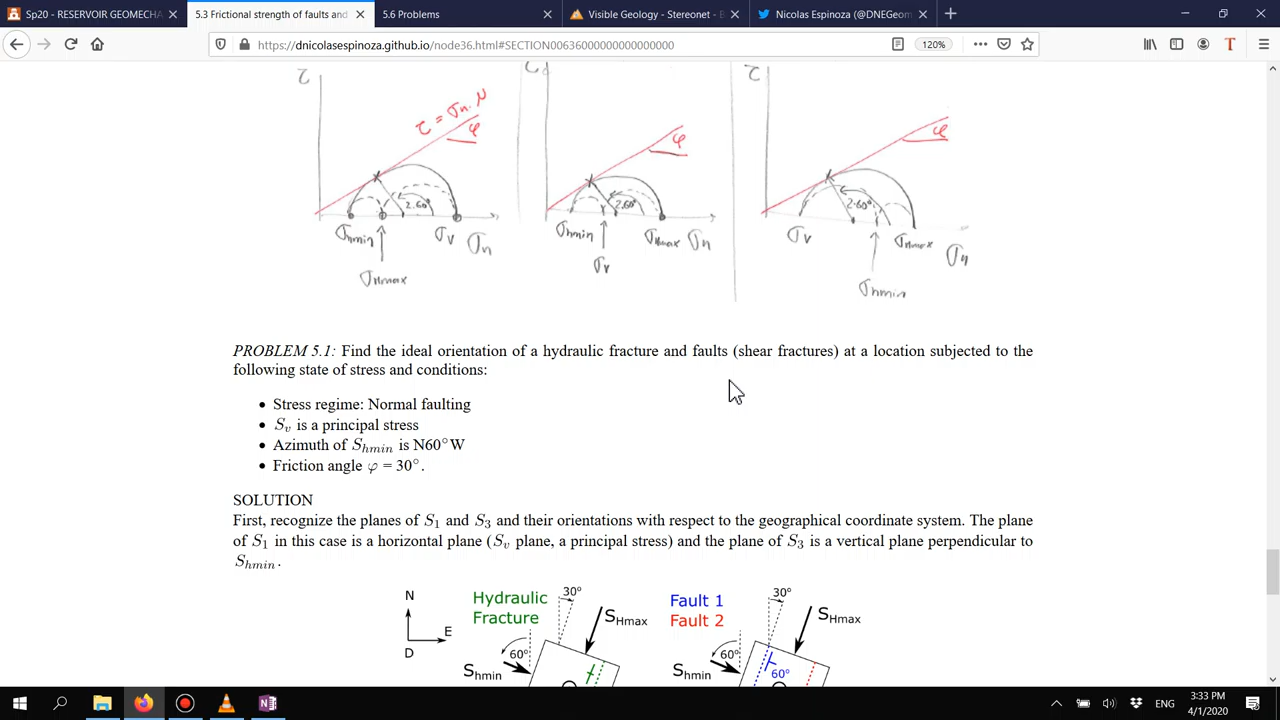 Sp20 - RESERVOIR GEOMECHA
5.3 Frictional strength of faults and
5.6 Problems
Visible Geology - Stereonet - B
Nicolas Espinoza (@DNEGeom
https://dnicolasespinoza.github.io/node36.html#SECTION00636000000000000000
120%
τ
τ
τ
τ = σn. μ
φ
φ
φ
2.60°
2.60°
2.60°
σhmin
σv
σn
σhmin
σHmax
σn
σv
σHmax
σn
σHmax
σv
σhmin
PROBLEM 5.1: Find the ideal orientation of a hydraulic fracture and faults (shear fractures) at a location subjected to the
following state of stress and conditions:
• Stress regime: Normal faulting
• Sv is a principal stress
• Azimuth of Shmin is N60°W
• Friction angle φ = 30°.
SOLUTION
First, recognize the planes of S1 and S3 and their orientations with respect to the geographical coordinate system. The plane
of S1 in this case is a horizontal plane (Sv plane, a principal stress) and the plane of S3 is a vertical plane perpendicular to
Shmin.
N
E
D
Hydraulic
Fracture
30°
SHmax
60°
Shmin
Fault 1
Fault 2
30°
SHmax
60°
Shmin
60°
ENG
3:33 PM
4/1/2020